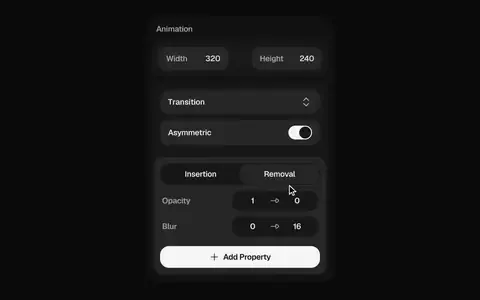 Animation
Width 320 Height 240
Transition
Asymmetric
Insertion Removal
Opacity 1 → 0
Blur 0 → 16
+ Add Property